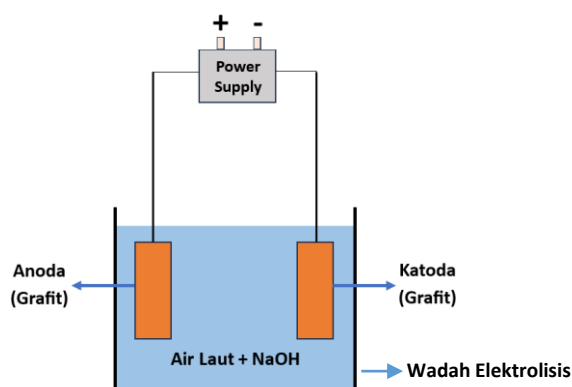 + -
Power
Supply
Anoda
(Grafit)
Katoda
(Grafit)
Air Laut + NaOH
Wadah Elektrolisis